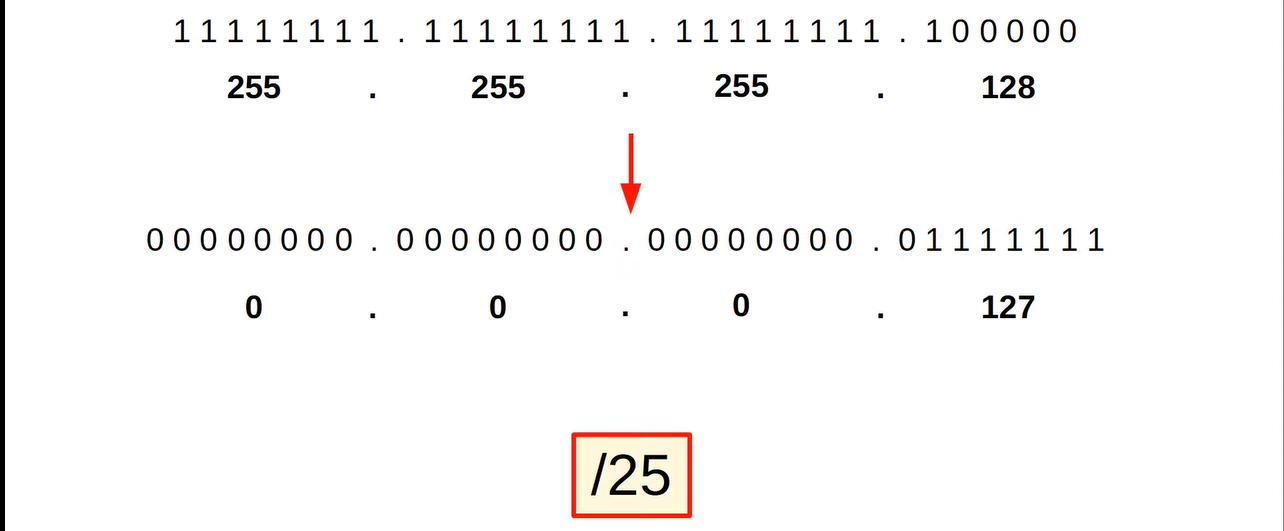 1 1 1 1 1 1 1 1 . 1 1 1 1 1 1 1 1 . 1 1 1 1 1 1 1 1 . 1 0 0 0 0 0
255 . 255 . 255 . 128
0 0 0 0 0 0 0 0 . 0 0 0 0 0 0 0 0 . 0 0 0 0 0 0 0 0 . 0 1 1 1 1 1 1 1
0 . 0 . 0 . 127
/25